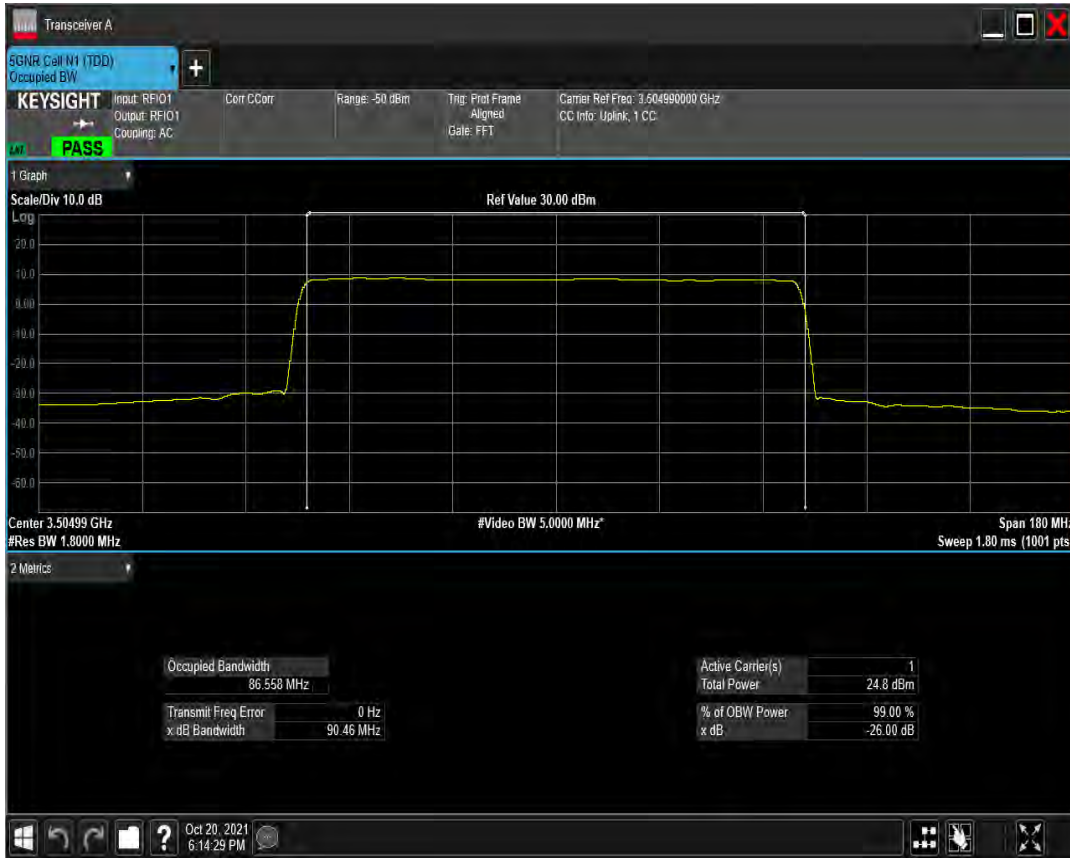 Transceiver A
5GNR Cell N1 (TDD)
Occupied BW
+
KEYSIGHT
Input: RFIO1
Output: RFIO1
Coupling: AC
Corr CCorr
Range: -50 dBm
Trig: Prot Frame
Aligned
Gate: FFT
Carrier Ref Freq: 3.504990000 GHz
CC Info: Uplink, 1 CC
PASS
1 Graph
Scale/Div 10.0 dB
Ref Value 30.00 dBm
Log
20.0
10.0
0.00
-10.0
-20.0
-30.0
-40.0
-50.0
-60.0
Center 3.50499 GHz
#Video BW 5.0000 MHz*
Span 180 MHz
#Res BW 1.8000 MHz
Sweep 1.80 ms (1001 pts
2 Metrics
Occupied Bandwidth
86.558 MHz
Transmit Freq Error 0 Hz
x dB Bandwidth 90.46 MHz
Active Carrier(s) 1
Total Power 24.8 dBm
% of OBW Power 99.00 %
x dB -26.00 dB
?
Oct 20, 2021
6:14:29 PM